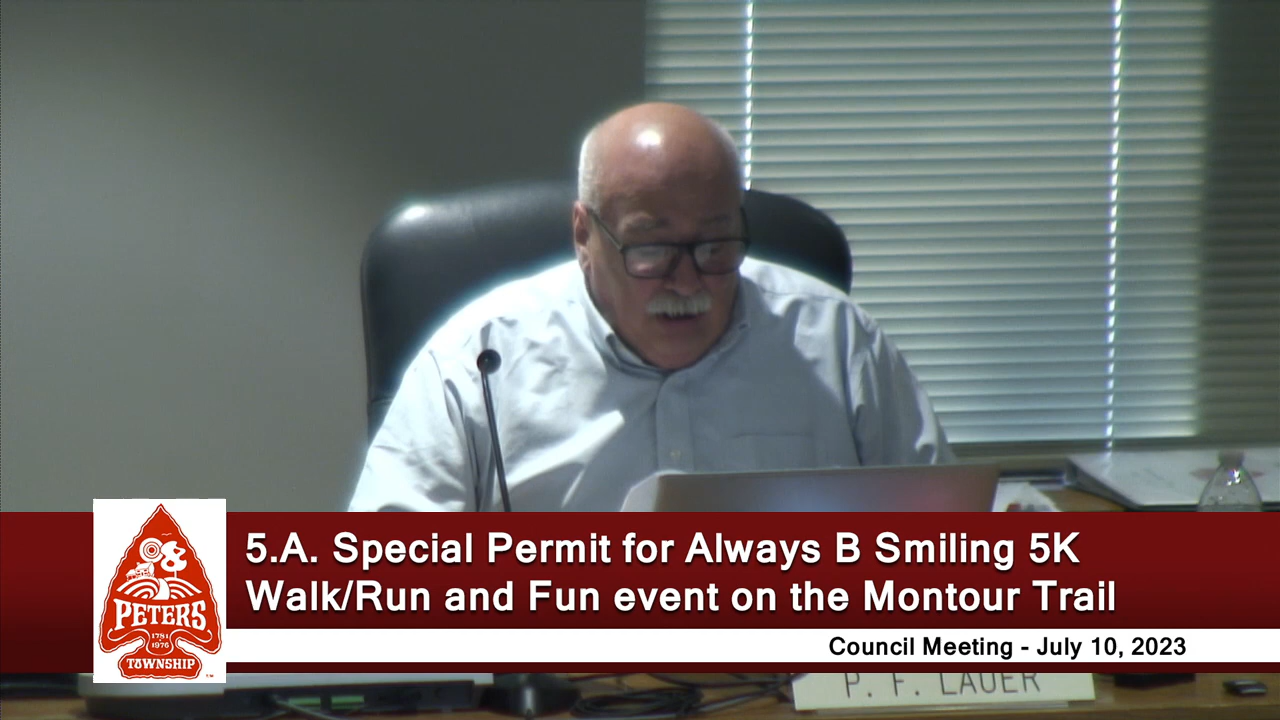 5.A. Special Permit for Always B Smiling 5K
Walk/Run and Fun event on the Montour Trail
Council Meeting - July 10, 2023
PETERS
1781
1976
TOWNSHIP
TM
P. F. LAUER